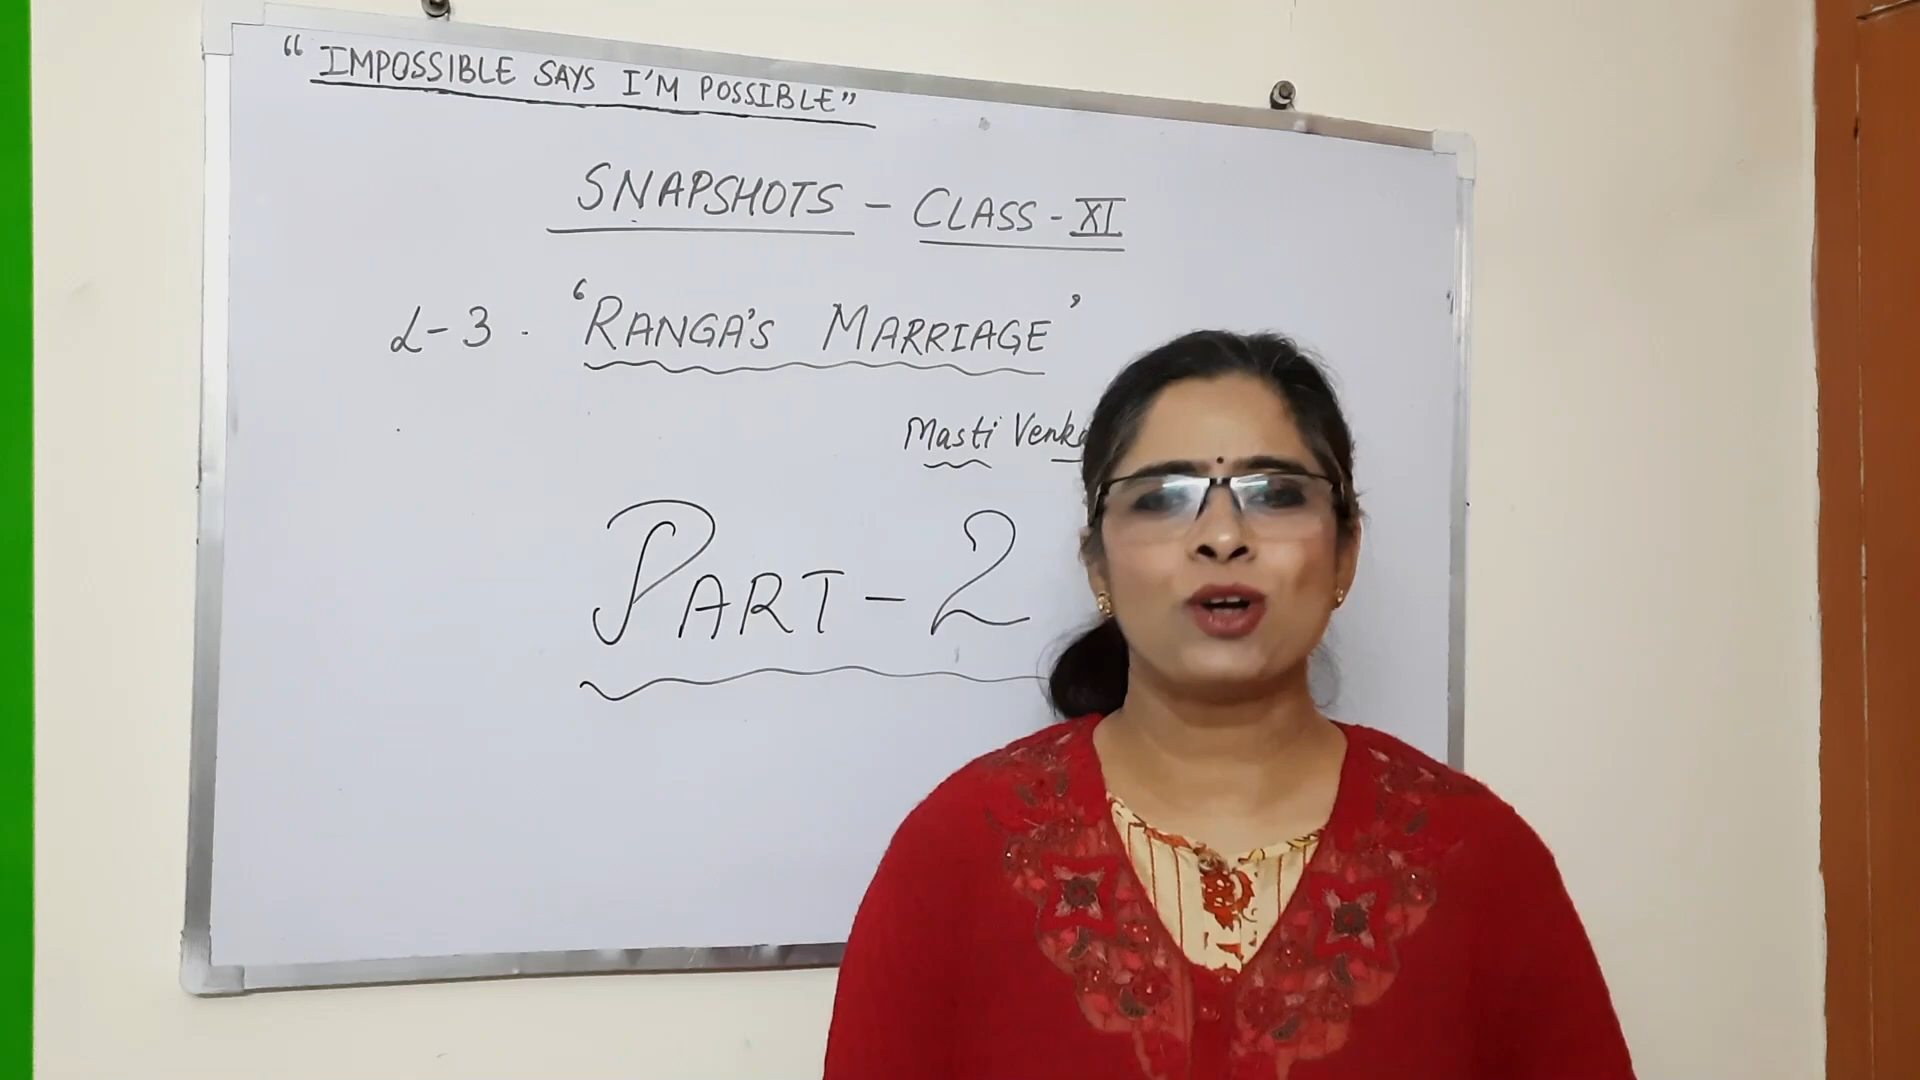 “IMPOSSIBLE SAYS I'M POSSIBLE”
SNAPSHOTS - CLASS - XI
L-3. ‘RANGA'S MARRIAGE’
Masti
PART-2